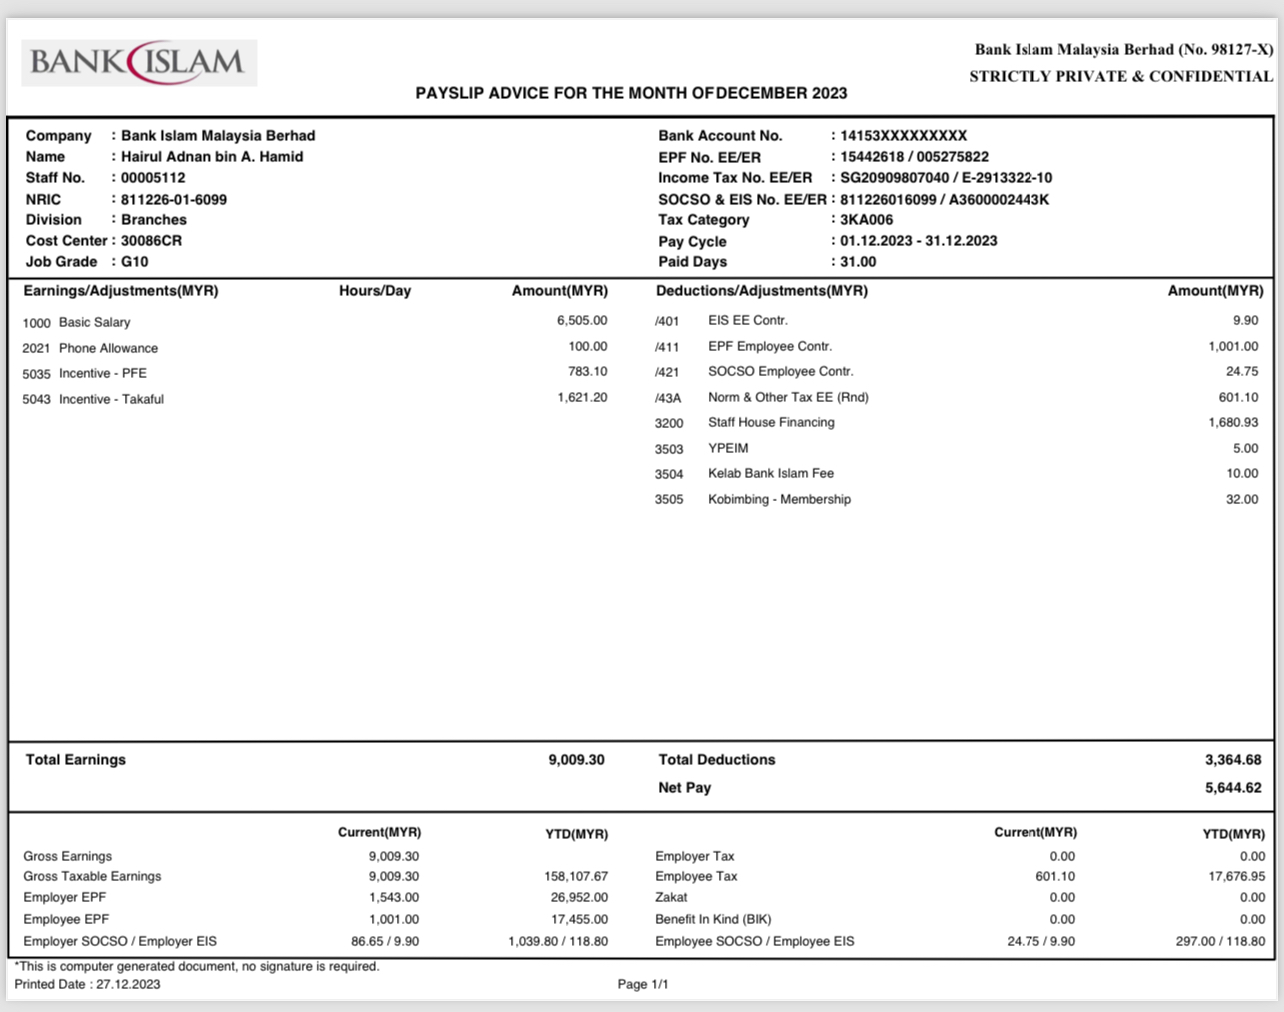 BANK ISLAM
Bank Islam Malaysia Berhad (No. 98127-X)
STRICTLY PRIVATE & CONFIDENTIAL
PAYSLIP ADVICE FOR THE MONTH OF DECEMBER 2023
Company : Bank Islam Malaysia Berhad Bank Account No. : 14153XXXXXXXXX
Name : Hairul Adnan bin A. Hamid EPF No. EE/ER : 15442618 / 005275822
Staff No. : 00005112 Income Tax No. EE/ER : SG20909807040 / E-2913322-10
NRIC : 811226-01-6099 SOCSO & EIS No. EE/ER : 811226016099 / A3600002443K
Division : Branches Tax Category : 3KA006
Cost Center : 30086CR Pay Cycle : 01.12.2023 - 31.12.2023
Job Grade : G10 Paid Days : 31.00
Earnings/Adjustments(MYR) Hours/Day Amount(MYR) Deductions/Adjustments(MYR) Amount(MYR)
1000 Basic Salary 6,505.00 /401 EIS EE Contr. 9.90
2021 Phone Allowance 100.00 /411 EPF Employee Contr. 1,001.00
5035 Incentive - PFE 783.10 /421 SOCSO Employee Contr. 24.75
5043 Incentive - Takaful 1,621.20 /43A Norm & Other Tax EE (Rnd) 601.10
3200 Staff House Financing 1,680.93
3503 YPEIM 5.00
3504 Kelab Bank Islam Fee 10.00
3505 Kobimbing - Membership 32.00
Total Earnings 9,009.30 Total Deductions 3,364.68
Net Pay 5,644.62
Current(MYR) YTD(MYR) Current(MYR) YTD(MYR)
Gross Earnings 9,009.30 Employer Tax 0.00 0.00
Gross Taxable Earnings 9,009.30 158,107.67 Employee Tax 601.10 17,676.95
Employer EPF 1,543.00 26,952.00 Zakat 0.00 0.00
Employee EPF 1,001.00 17,455.00 Benefit In Kind (BIK) 0.00 0.00
Employer SOCSO / Employer EIS 86.65 / 9.90 1,039.80 / 118.80 Employee SOCSO / Employee EIS 24.75 / 9.90 297.00 / 118.80
*This is computer generated document, no signature is required.
Printed Date : 27.12.2023 Page 1/1